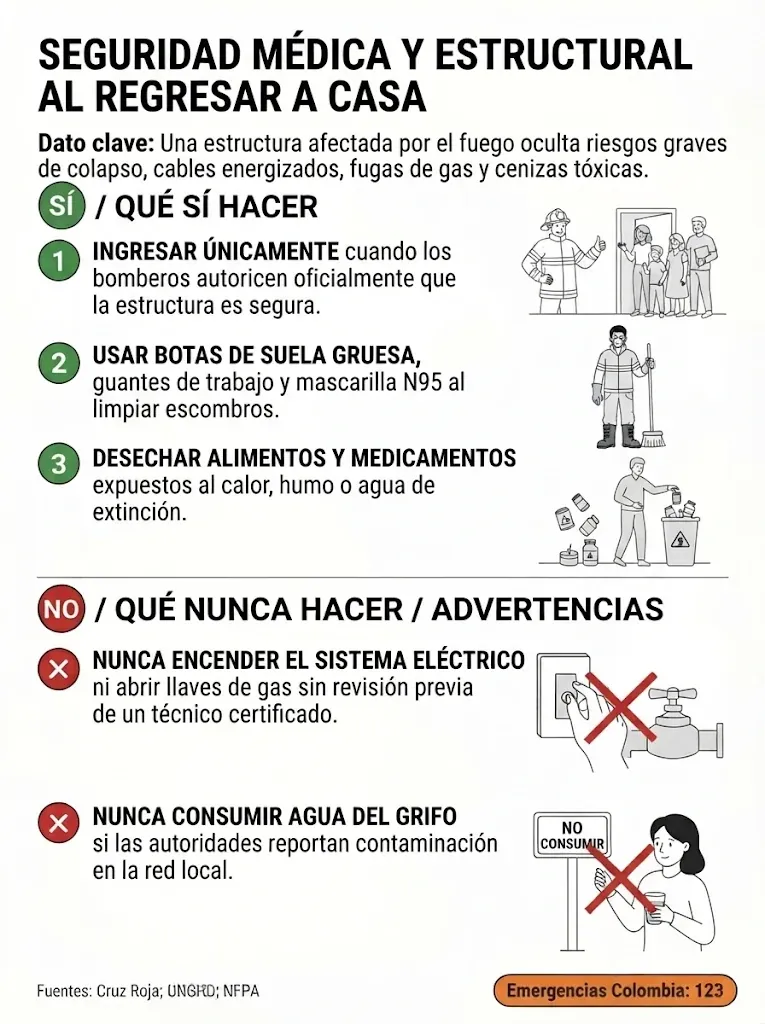 SEGURIDAD MÉDICA Y ESTRUCTURAL
AL REGRESAR A CASA
Dato clave: Una estructura afectada por el fuego oculta riesgos graves
de colapso, cables energizados, fugas de gas y cenizas tóxicas.
SÍ / QUÉ SÍ HACER
1 INGRESAR ÚNICAMENTE cuando los
bomberos autoricen oficialmente que
la estructura es segura.
2 USAR BOTAS DE SUELA GRUESA,
guantes de trabajo y mascarilla N95 al
limpiar escombros.
3 DESECHAR ALIMENTOS Y MEDICAMENTOS
expuestos al calor, humo o agua de
extinción.
NO / QUÉ NUNCA HACER / ADVERTENCIAS
NUNCA ENCENDER EL SISTEMA ELÉCTRICO
ni abrir llaves de gas sin revisión previa
de un técnico certificado.
NUNCA CONSUMIR AGUA DEL GRIFO
si las autoridades reportan contaminación
en la red local.
NO
CONSUMIR
Fuentes: Cruz Roja; NFPA
Emergencias Colombia: 123